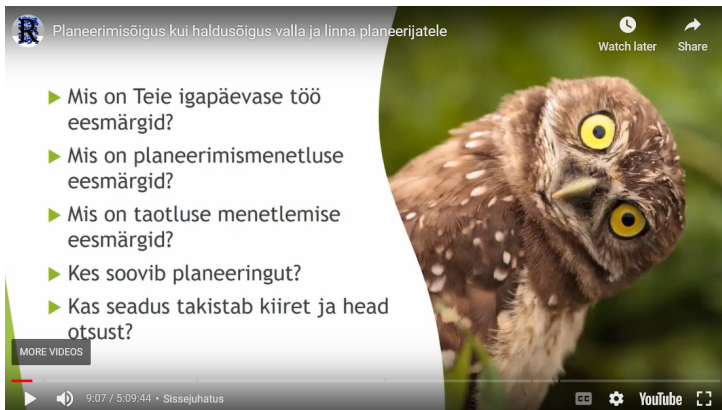 Planeerimisõigus kui haldusõigus valla ja linna planeerijatele
Watch later
Share
Mis on Teie igapäevase töö
eesmärgid?
Mis on planeerimismenetluse
eesmärgid?
Mis on taotluse menetlemise
eesmärgid?
Kes soovib planeeringut?
Kas seadus takistab kiiret ja head
otsust?
MORE VIDEOS
9:07 / 5:09:44 • Sissejuhatus
CC
YouTube